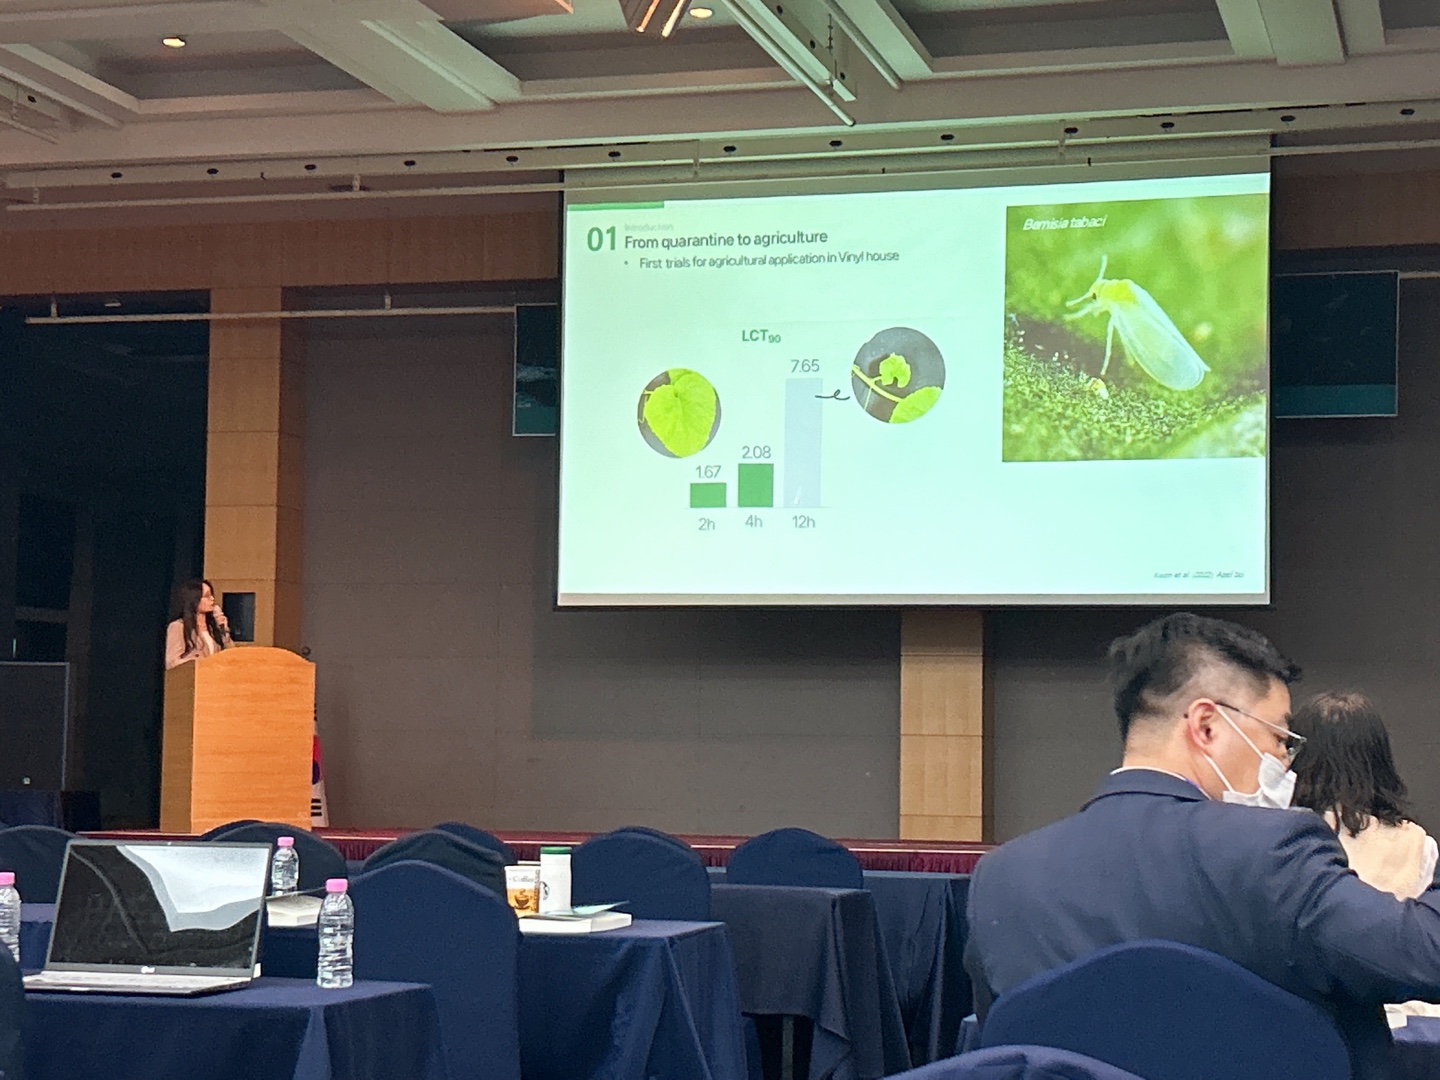 Introduction
01 From quarantine to agriculture
• First trials for agricultural application in Vinyl house
Bemisia tabaci
LCT90
7.65
2.08
1.67
2h 4h 12h